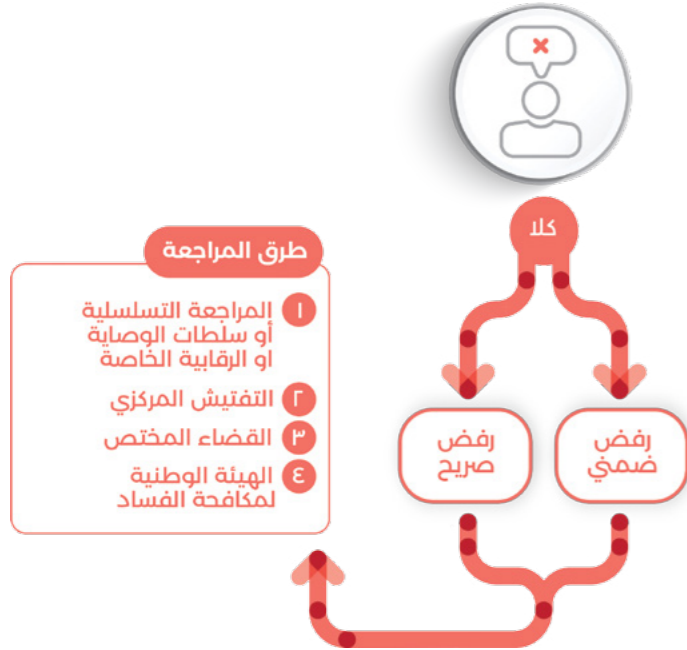 كلا
رفض
ضمني
رفض
صريح
طرق المراجعة
١ المراجعة التسلسلية
أو سلطات الوصاية
او الرقابية الخاصة
٢ التفتيش المركزي
٣ القضاء المختص
٤ الهيئة الوطنية
لمكافحة الفساد